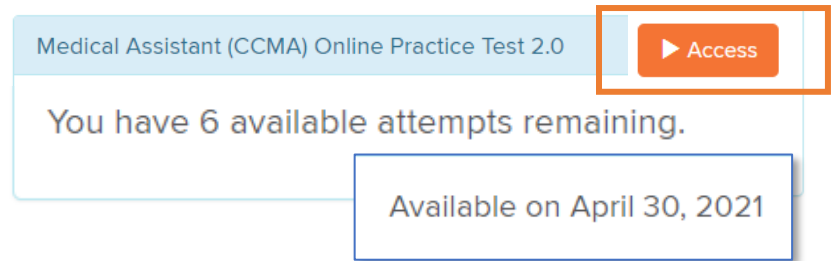 Medical Assistant (CCMA) Online Practice Test 2.0
Access
You have 6 available attempts remaining.
Available on April 30, 2021